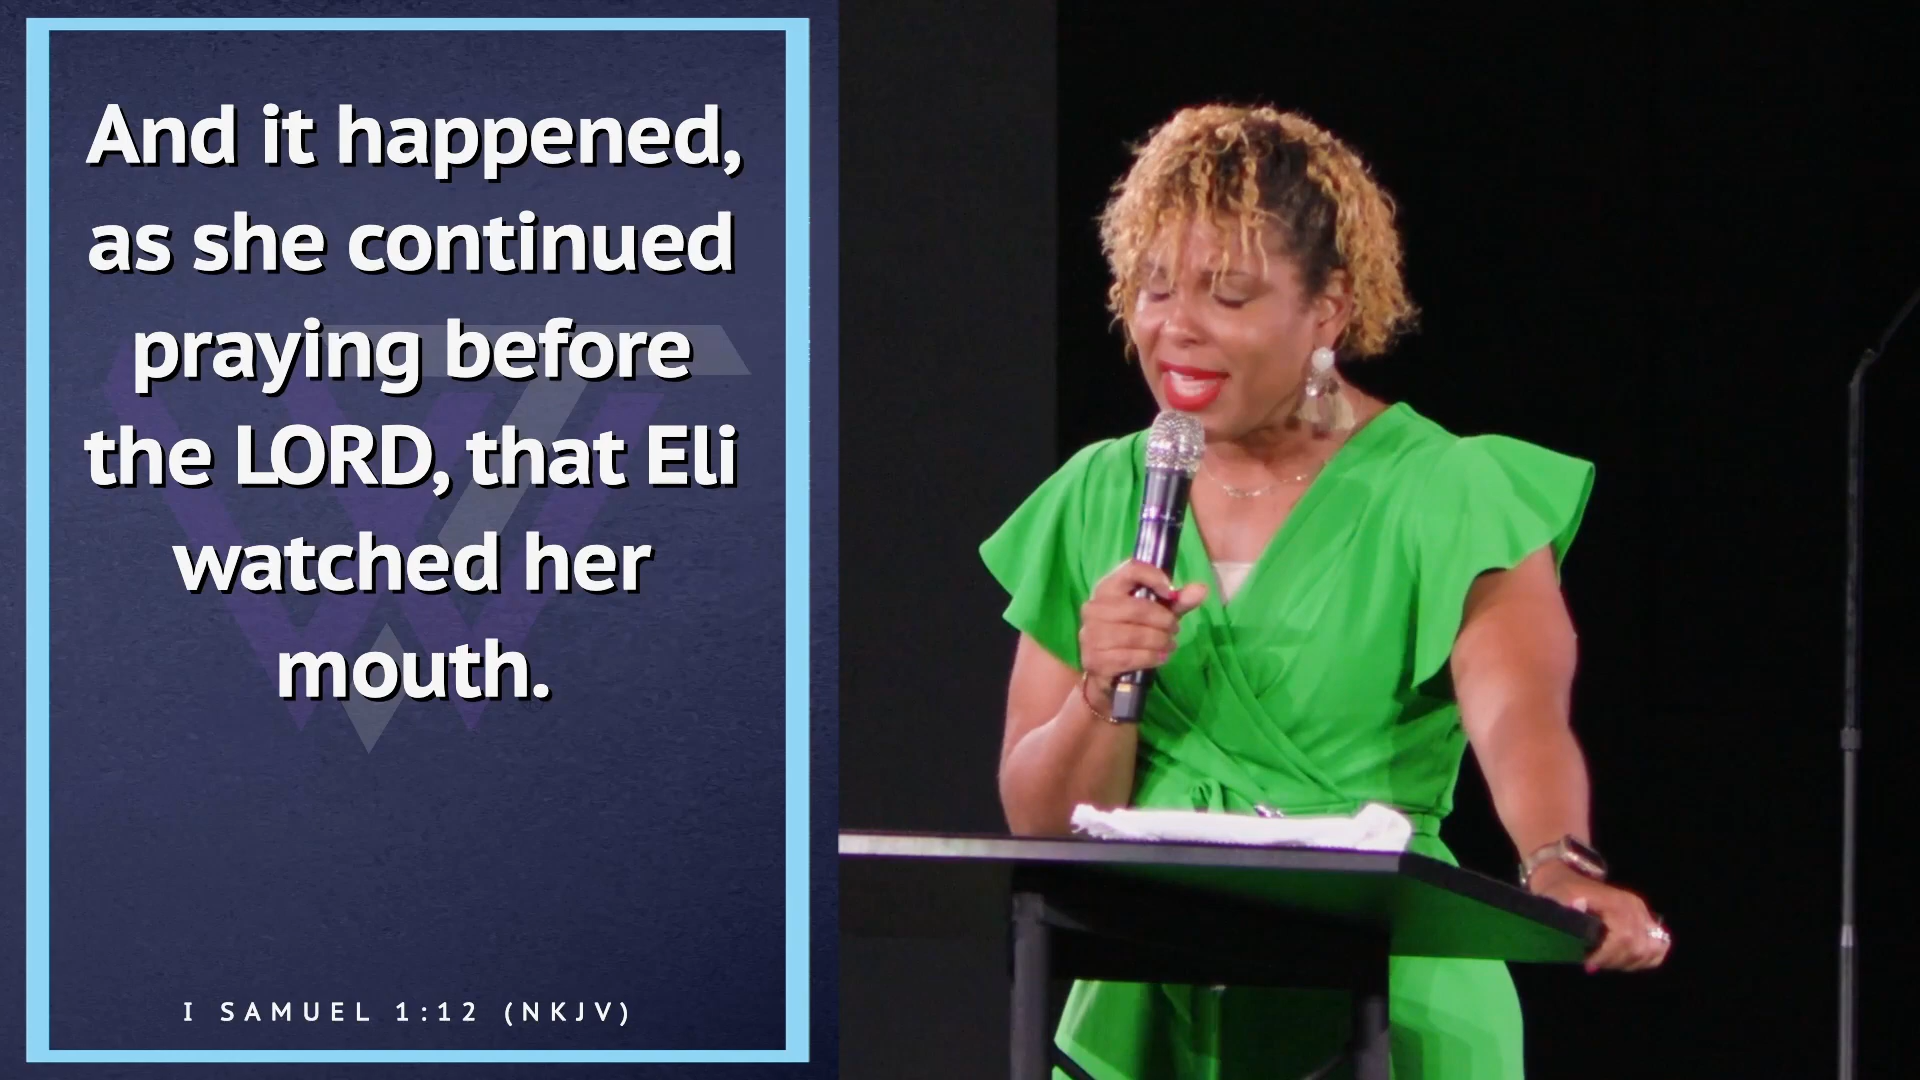 And it happened,
as she continued
praying before
the LORD, that Eli
watched her
mouth.
I SAMUEL 1:12 (NKJV)